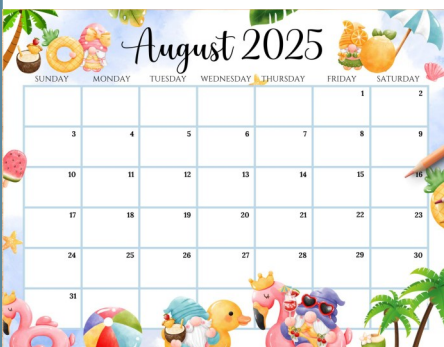 August 2025
SUNDAY MONDAY TUESDAY WEDNESDAY THURSDAY FRIDAY SATURDAY
1 2
3 4 5 6 7 8 9
10 11 12 13 14 15 16
17 18 19 20 21 22 23
24 25 26 27 28 29 30
31